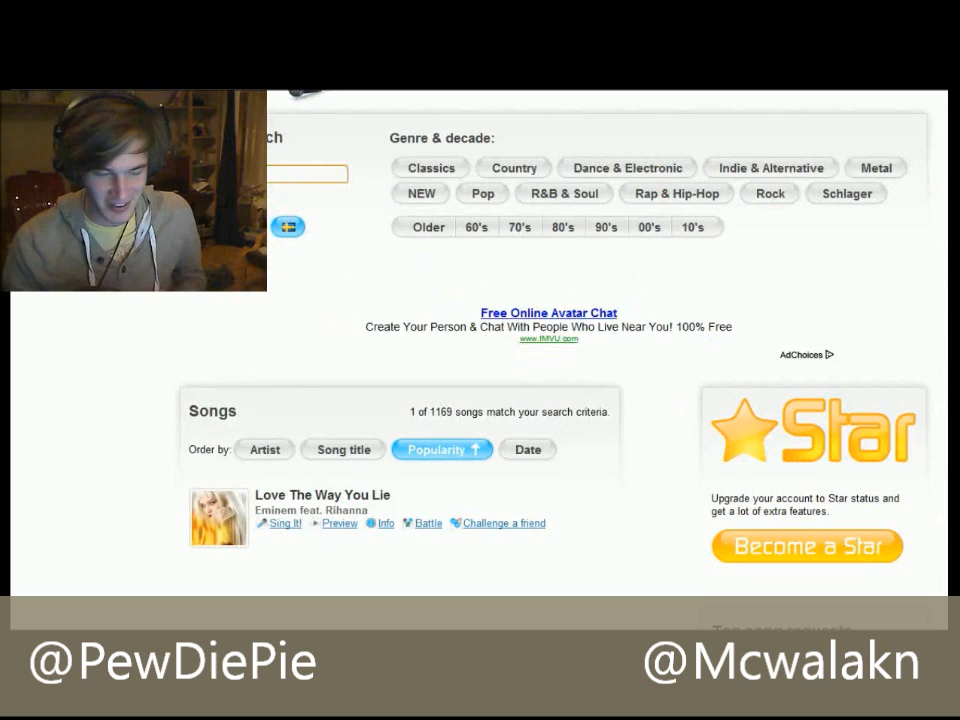 ch
Genre & decade:
Classics Country Dance & Electronic Indie & Alternative Metal
NEW Pop R&B & Soul Rap & Hip-Hop Rock Schlager
Older 60's 70's 80's 90's 00's 10's
Free Online Avatar Chat
Create Your Person & Chat With People Who Live Near You! 100% Free
www.IMVU.com
AdChoices
Songs 1 of 1169 songs match your search criteria.
Order by: Artist Song title Popularity Date
Love The Way You Lie
Eminem feat. Rihanna
Sing It! Preview Info Battle Challenge a friend
Star
Upgrade your account to Star status and
get a lot of extra features.
Become a Star
Top song requests
@PewDiePie @Mcwalakn